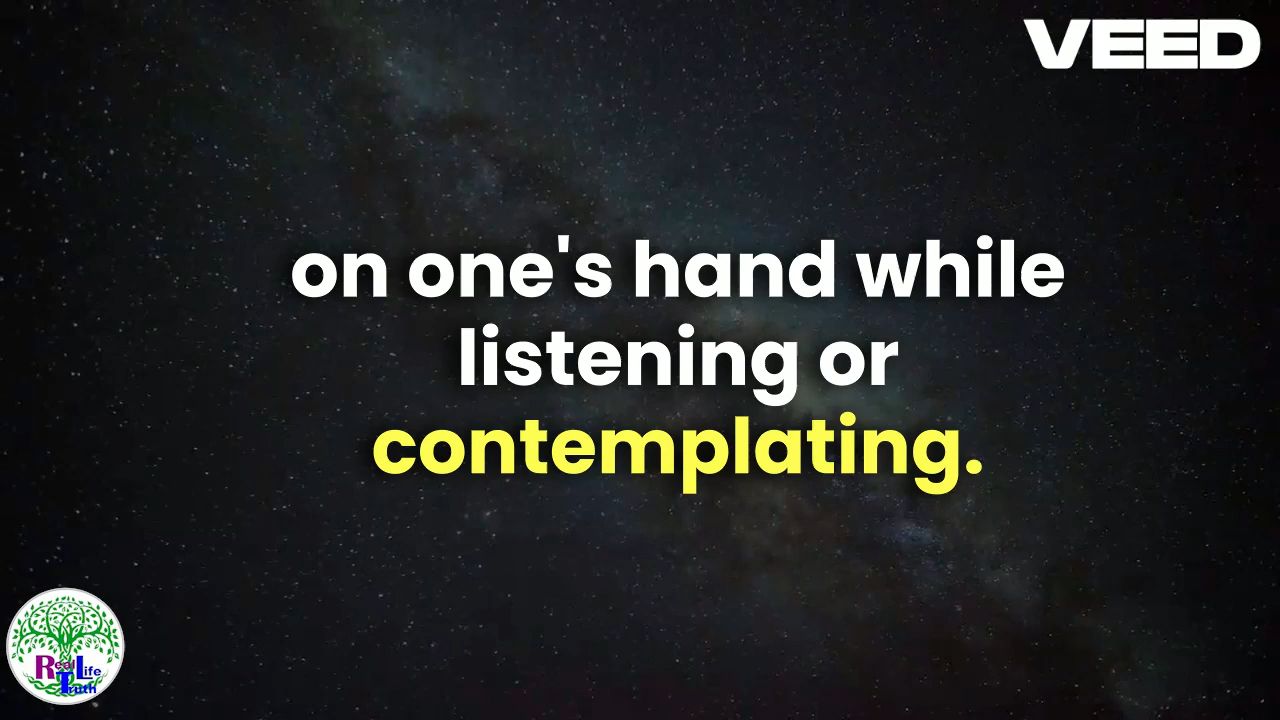 VEED
on one's hand while
listening or
contemplating.
Real Life
Truth